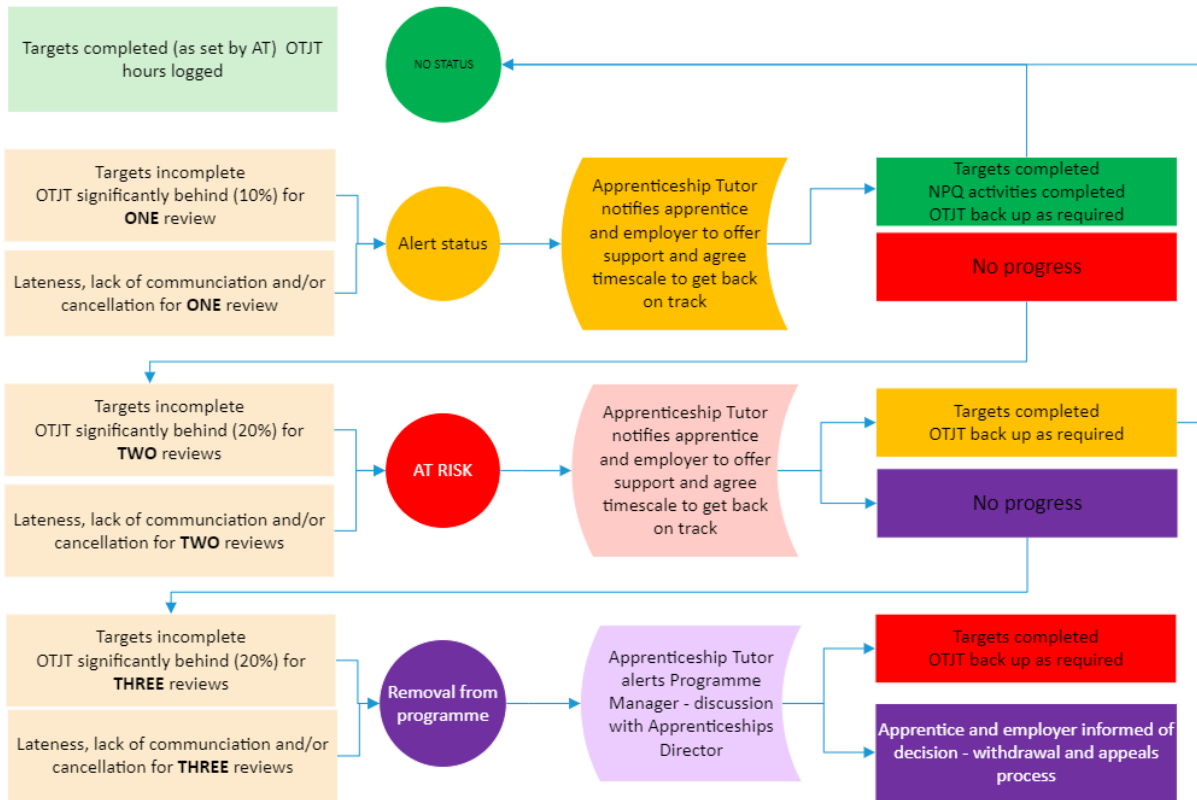 Targets completed (as set by AT) OTJT
hours logged
NO STATUS
Targets incomplete
OTJT significantly behind (10%) for
ONE review
Lateness, lack of communciation and/or
cancellation for ONE review
Alert status
Apprenticeship Tutor
notifies apprentice
and employer to offer
support and agree
timescale to get back
on track
Targets completed
NPQ activities completed
OTJT back up as required
No progress
Targets incomplete
OTJT significantly behind (20%) for
TWO reviews
Lateness, lack of communciation and/or
cancellation for TWO reviews
AT RISK
Apprenticeship Tutor
notifies apprentice
and employer to offer
support and agree
timescale to get back
on track
Targets completed
OTJT back up as required
No progress
Targets incomplete
OTJT significantly behind (20%) for
THREE reviews
Lateness, lack of communciation and/or
cancellation for THREE reviews
Removal from
programme
Apprenticeship Tutor
alerts Programme
Manager - discussion
with Apprenticeships
Director
Targets completed
OTJT back up as required
Apprentice and employer informed of
decision - withdrawal and appeals
process